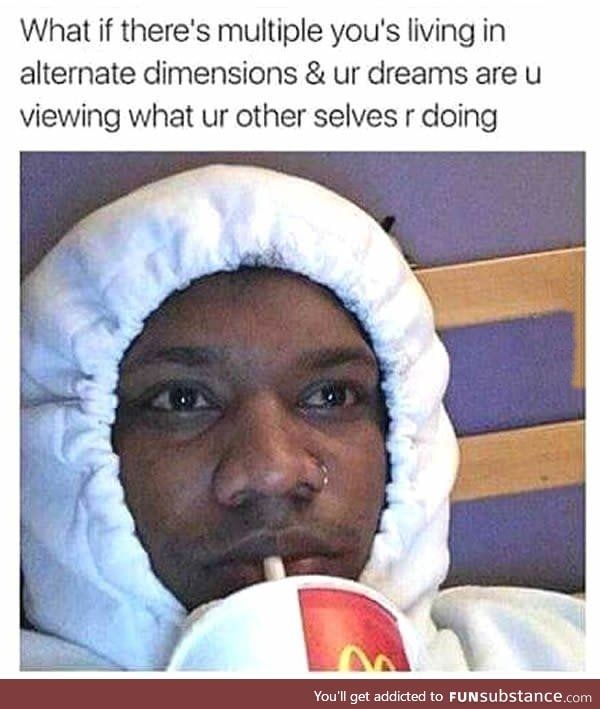 What if there's multiple you's living in
alternate dimensions & ur dreams are u
viewing what ur other selves r doing
You'll get addicted to FUNsubstance.com